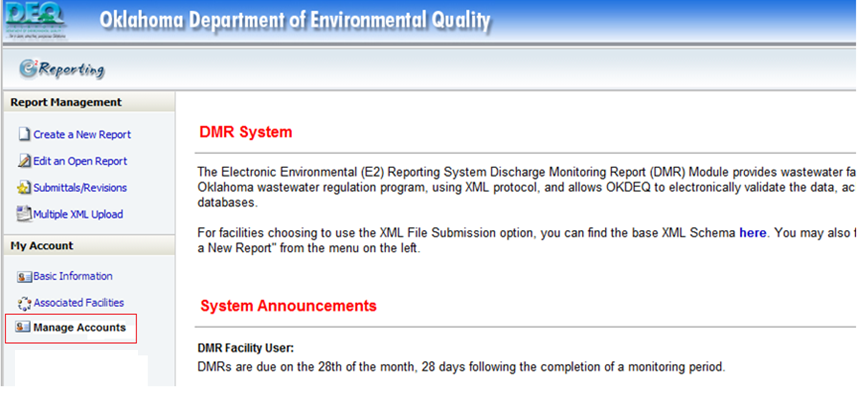 DEQ
Oklahoma Department of Environmental Quality
e²Reporting
Report Management
Create a New Report
Edit an Open Report
Submittals/Revisions
Multiple XML Upload
My Account
Basic Information
Associated Facilities
Manage Accounts
DMR System
The Electronic Environmental (E2) Reporting System Discharge Monitoring Report (DMR) Module provides wastewater fa
Oklahoma wastewater regulation program, using XML protocol, and allows OKDEQ to electronically validate the data, ac
databases.
For facilities choosing to use the XML File Submission option, you can find the base XML Schema here. You may also f
a New Report" from the menu on the left.
System Announcements
DMR Facility User:
DMRs are due on the 28th of the month, 28 days following the completion of a monitoring period.